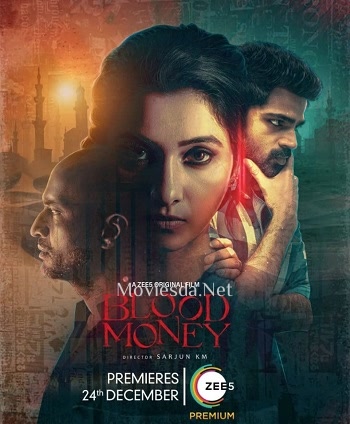 A ZEE5 ORIGINAL FILM
Moviesda.Net
BLOOD
MONEY
DIRECTOR SARJUN KM
PREMIERES
24TH DECEMBER
ZEE5
PREMIUM